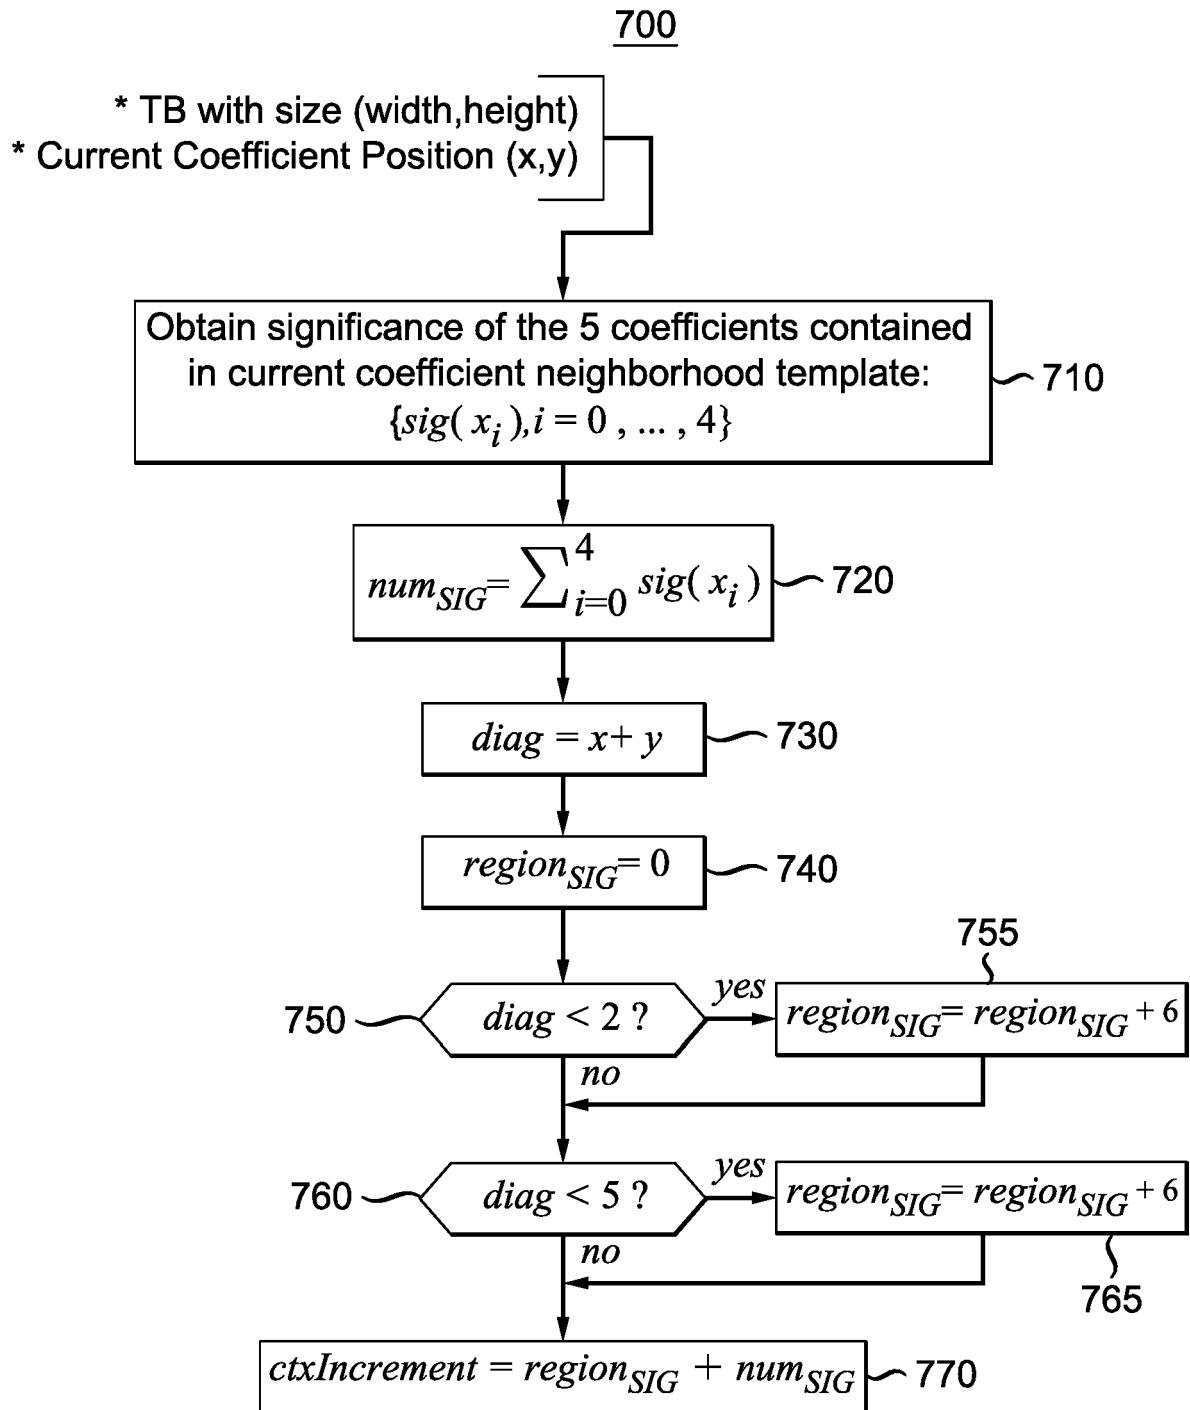 700
* TB with size (width,height)
* Current Coefficient Position (x,y)
Obtain significance of the 5 coefficients contained
in current coefficient neighborhood template:
{sig( x_i ),i = 0 , ... , 4}
710
num_SIG= ∑_{i=0}^{4} sig( x_i )
720
diag = x+ y
730
region_SIG= 0
740
755
750
diag < 2 ?
yes
region_SIG= region_SIG + 6
no
760
diag < 5 ?
yes
region_SIG= region_SIG + 6
no
765
ctxIncrement = region_SIG + num_SIG
770